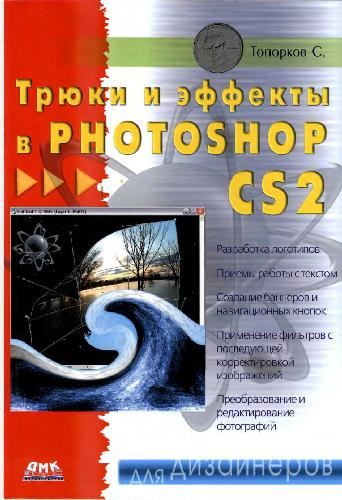 Топорков С.
Трюки и эффекты
в PHOTOSHOP
CS2
Разработка логотипов
Приемы работы с текстом
Создание баннеров и
навигационных кнопок
Применение фильтров с
последующей
корректировкой
изображений
Преобразование и
редактирование
фотографий
ДМК
для дизайнеров